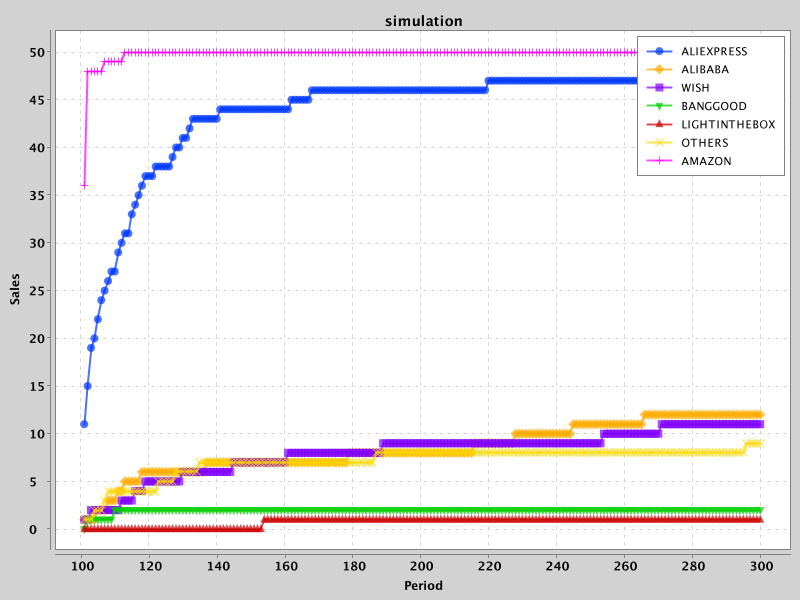 simulation
Sales
50
45
40
35
30
25
20
15
10
5
0
ALIEXPRESS
ALIBABA
WISH
BANGGOOD
LIGHTINTHEBOX
OTHERS
AMAZON
100 120 140 160 180 200 220 240 260 280 300
Period